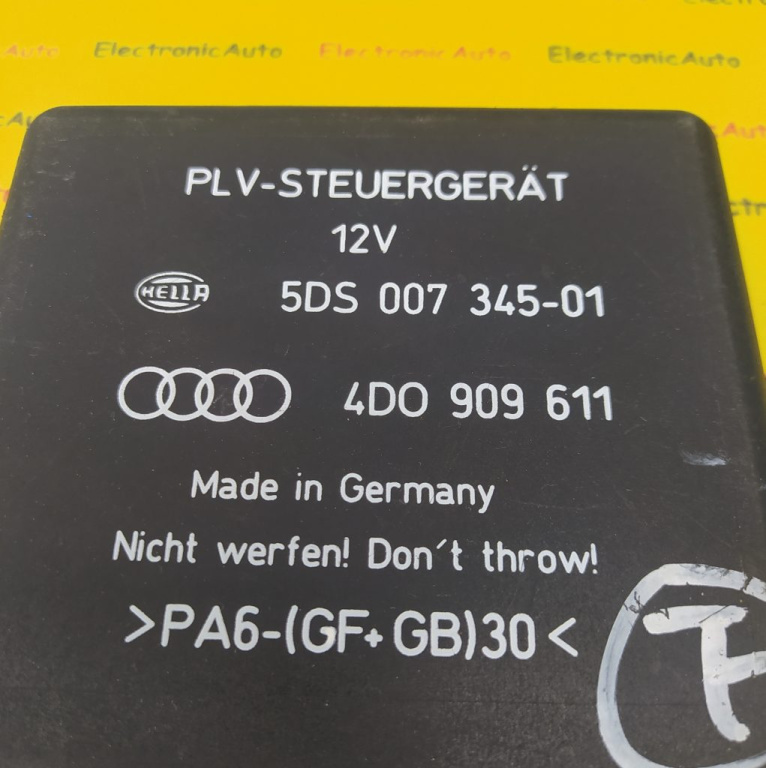 ElectronicAuto ElectronicAuto ElectronicAuto
PLV-STEUERGERÄT
12V
HELLA 5DS 007 345-01
4D0 909 611
Made in Germany
Nicht werfen! Don´t throw!
>PA6-(GF+GB)30<